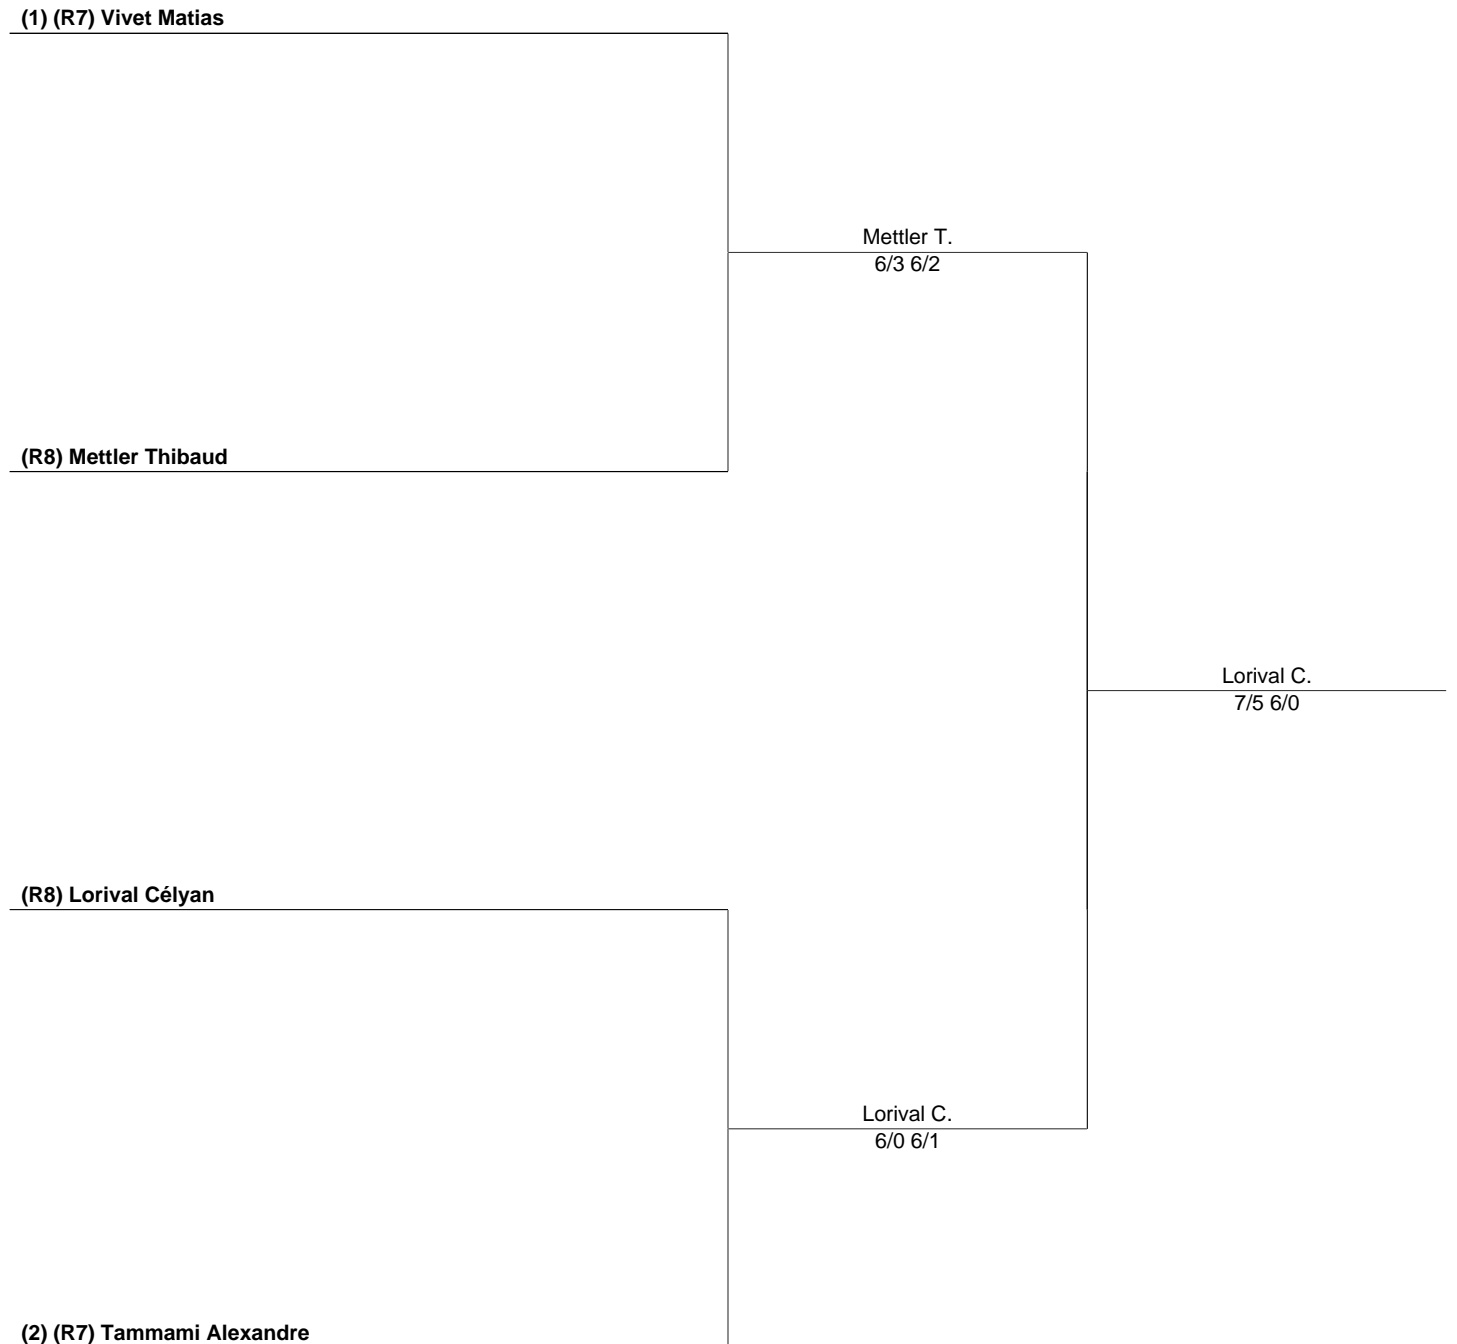 (1) (R7) Vivet Matias
Mettler T.
6/3 6/2
(R8) Mettler Thibaud
Lorival C.
7/5 6/0
(R8) Lorival Célyan
Lorival C.
6/0 6/1
(2) (R7) Tammami Alexandre